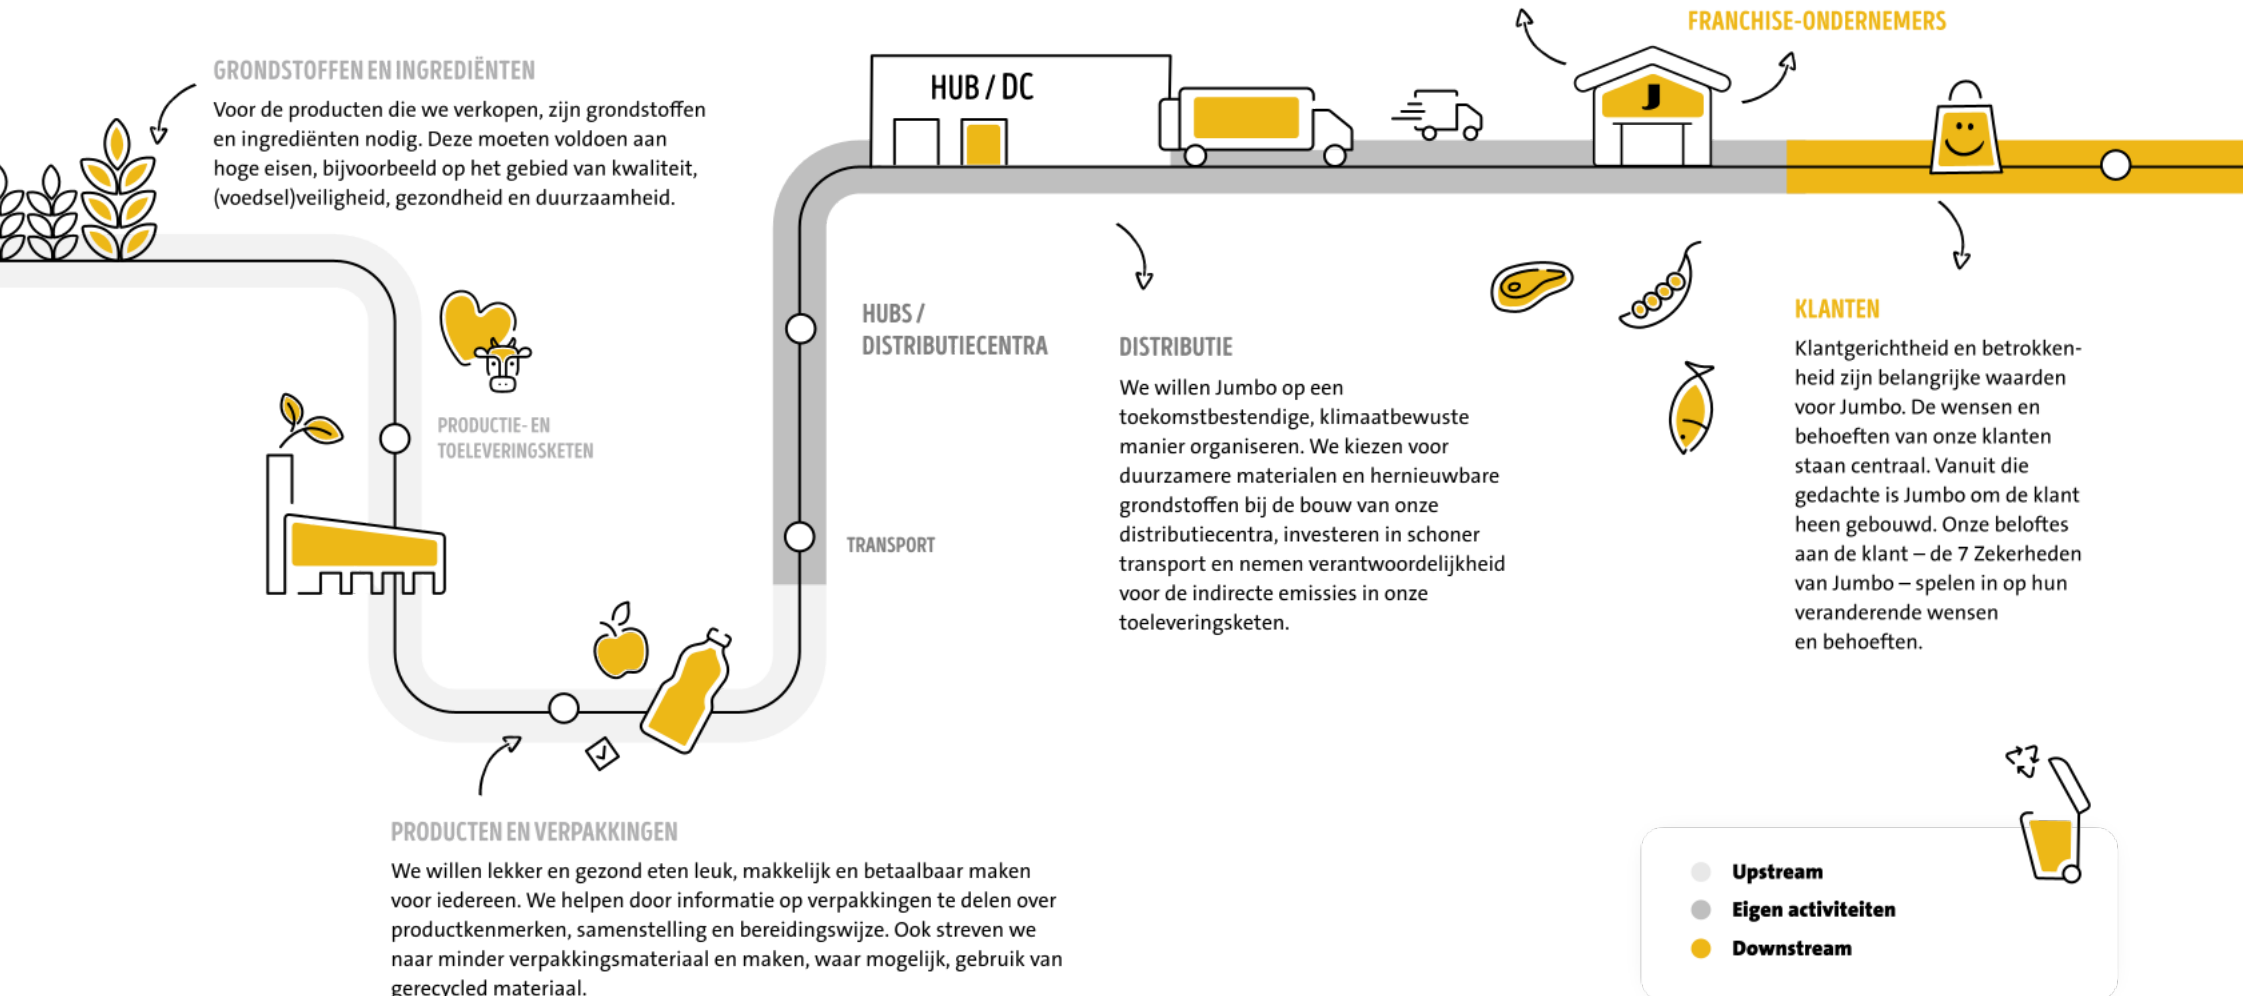 FRANCHISE-ONDERNEMERS
GRONDSTOFFEN EN INGREDIËNTEN
Voor de producten die we verkopen, zijn grondstoffen
en ingrediënten nodig. Deze moeten voldoen aan
hoge eisen, bijvoorbeeld op het gebied van kwaliteit,
(voedsel)veiligheid, gezondheid en duurzaamheid.
HUB / DC
J
PRODUCTIE- EN
TOELEVERINGSKETEN
HUBS /
DISTRIBUTIECENTRA
TRANSPORT
DISTRIBUTIE
We willen Jumbo op een
toekomstbestendige, klimaatbewuste
manier organiseren. We kiezen voor
duurzamere materialen en hernieuwbare
grondstoffen bij de bouw van onze
distributiecentra, investeren in schoner
transport en nemen verantwoordelijkheid
voor de indirecte emissies in onze
toeleveringsketen.
KLANTEN
Klantgerichtheid en betrokken-
heid zijn belangrijke waarden
voor Jumbo. De wensen en
behoeften van onze klanten
staan centraal. Vanuit die
gedachte is Jumbo om de klant
heen gebouwd. Onze beloftes
aan de klant – de 7 Zekerheden
van Jumbo – spelen in op hun
veranderende wensen
en behoeften.
PRODUCTEN EN VERPAKKINGEN
We willen lekker en gezond eten leuk, makkelijk en betaalbaar maken
voor iedereen. We helpen door informatie op verpakkingen te delen over
productkenmerken, samenstelling en bereidingswijze. Ook streven we
naar minder verpakkingsmateriaal en maken, waar mogelijk, gebruik van
gerecycled materiaal.
Upstream
Eigen activiteiten
Downstream